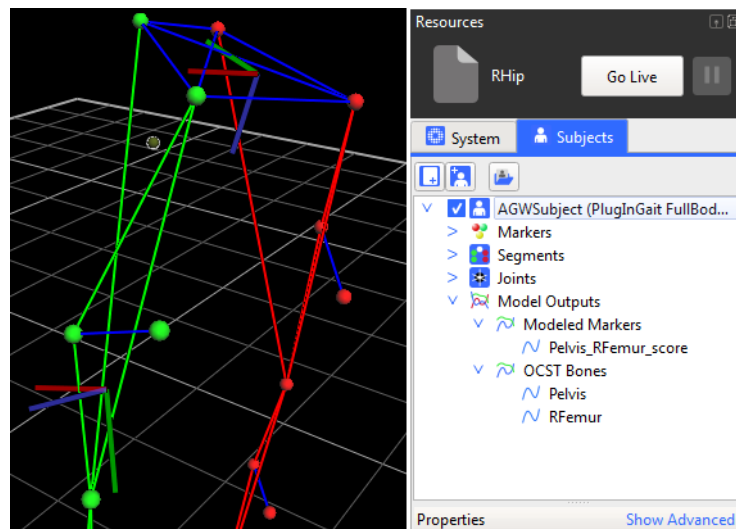 Resources
RHip
Go Live
System
Subjects
AGWSubject (PlugInGait FullBod...
Markers
Segments
Joints
Model Outputs
Modeled Markers
Pelvis_RFemur_score
OCST Bones
Pelvis
RFemur
Properties
Show Advanced